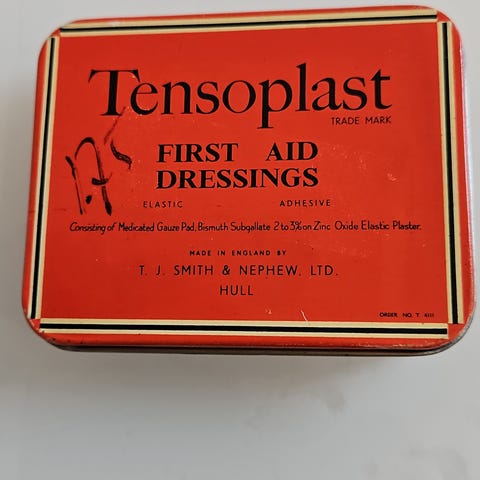 Tensoplast
TRADE MARK
FIRST AID
DRESSINGS
ELASTIC ADHESIVE
Consisting of Medicated Gauze Pad, Bismuth Subgallate 2 to 3% on Zinc Oxide Elastic Plaster.
MADE IN ENGLAND BY
T. J. SMITH & NEPHEW, LTD.
HULL
ORDER NO. T 4111